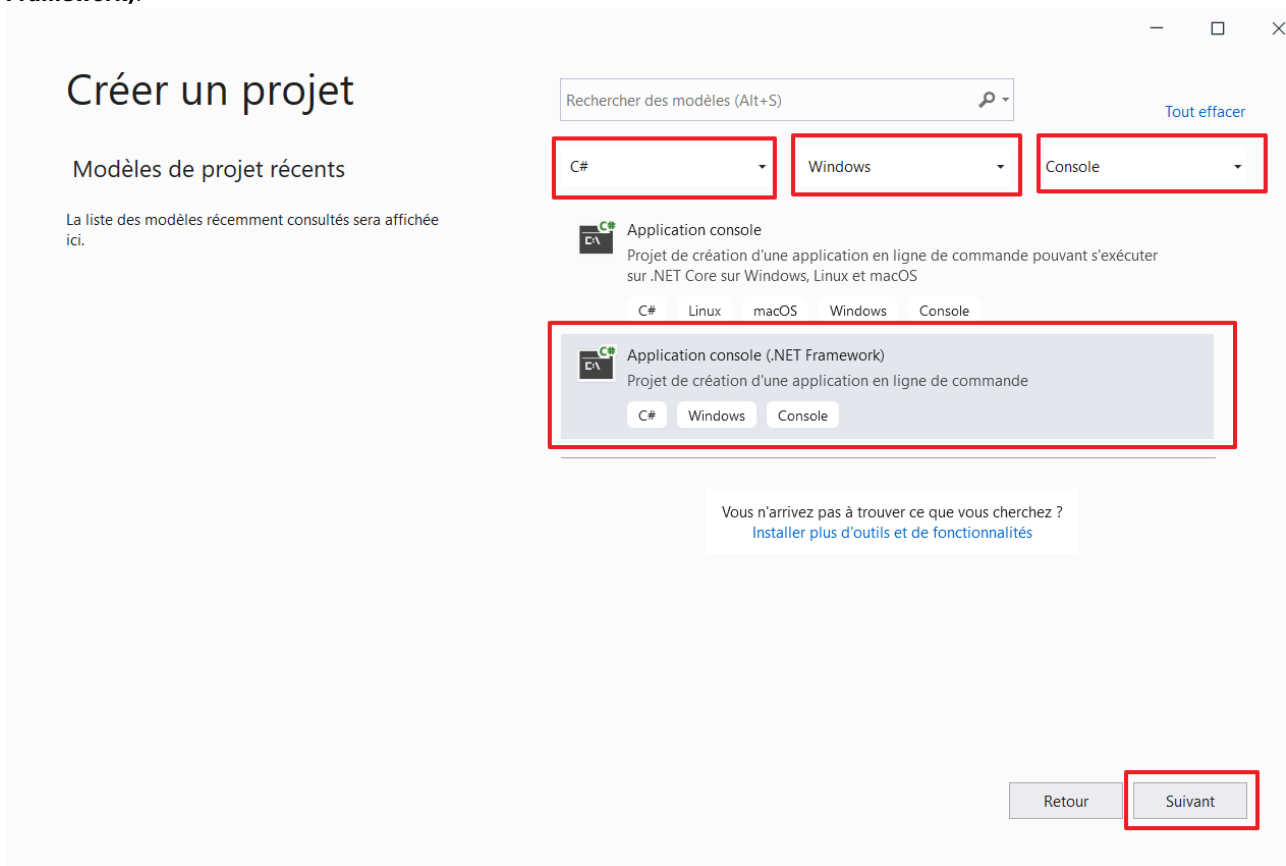 Créer un projet
Rechercher des modèles (Alt+S)
Tout effacer
Modèles de projet récents
C#
Windows
Console
La liste des modèles récemment consultés sera affichée
ici.
Application console
Projet de création d'une application en ligne de commande pouvant s'exécuter
sur .NET Core sur Windows, Linux et macOS
C# Linux macOS Windows Console
Application console (.NET Framework)
Projet de création d'une application en ligne de commande
C# Windows Console
Vous n'arrivez pas à trouver ce que vous cherchez ?
Installer plus d'outils et de fonctionnalités
Retour
Suivant